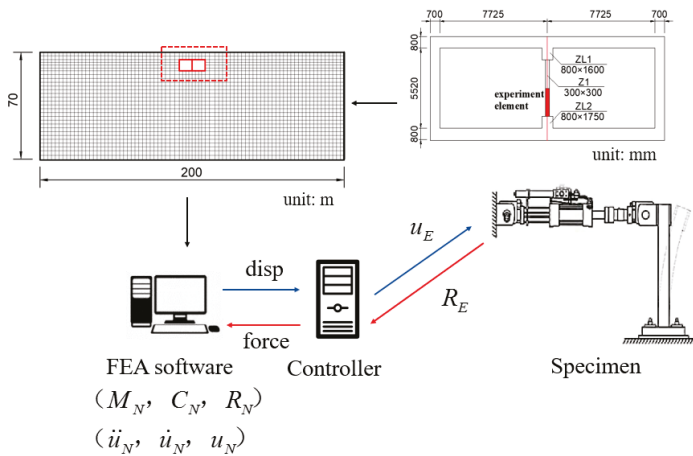 700 7725 7725 700
800
5520
800
ZL1
800×1600
Z1
300×300
experiment
element
ZL2
800×1750
unit: mm
70
200
unit: m
disp
force
u_E
R_E
FEA software
Controller
Specimen
(M_N, C_N, R_N)
(ü_N, u̇_N, u_N)